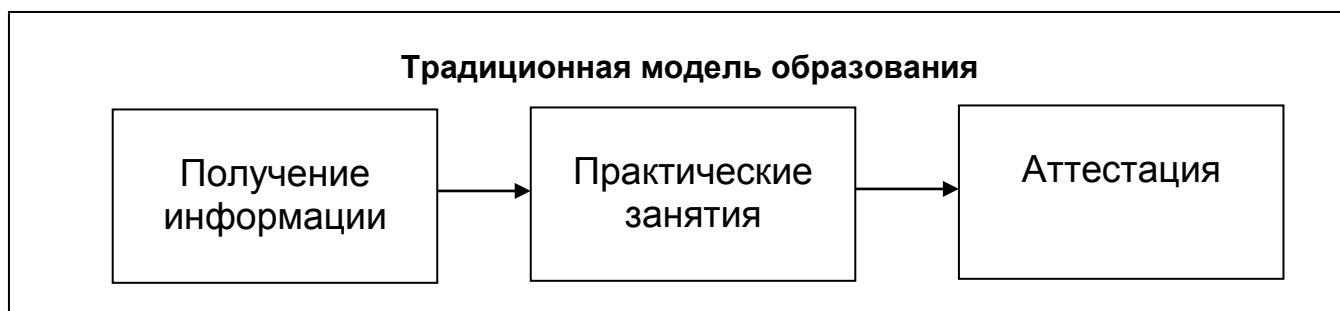 Традиционная модель образования
Получение
информации
Практические
занятия
Аттестация